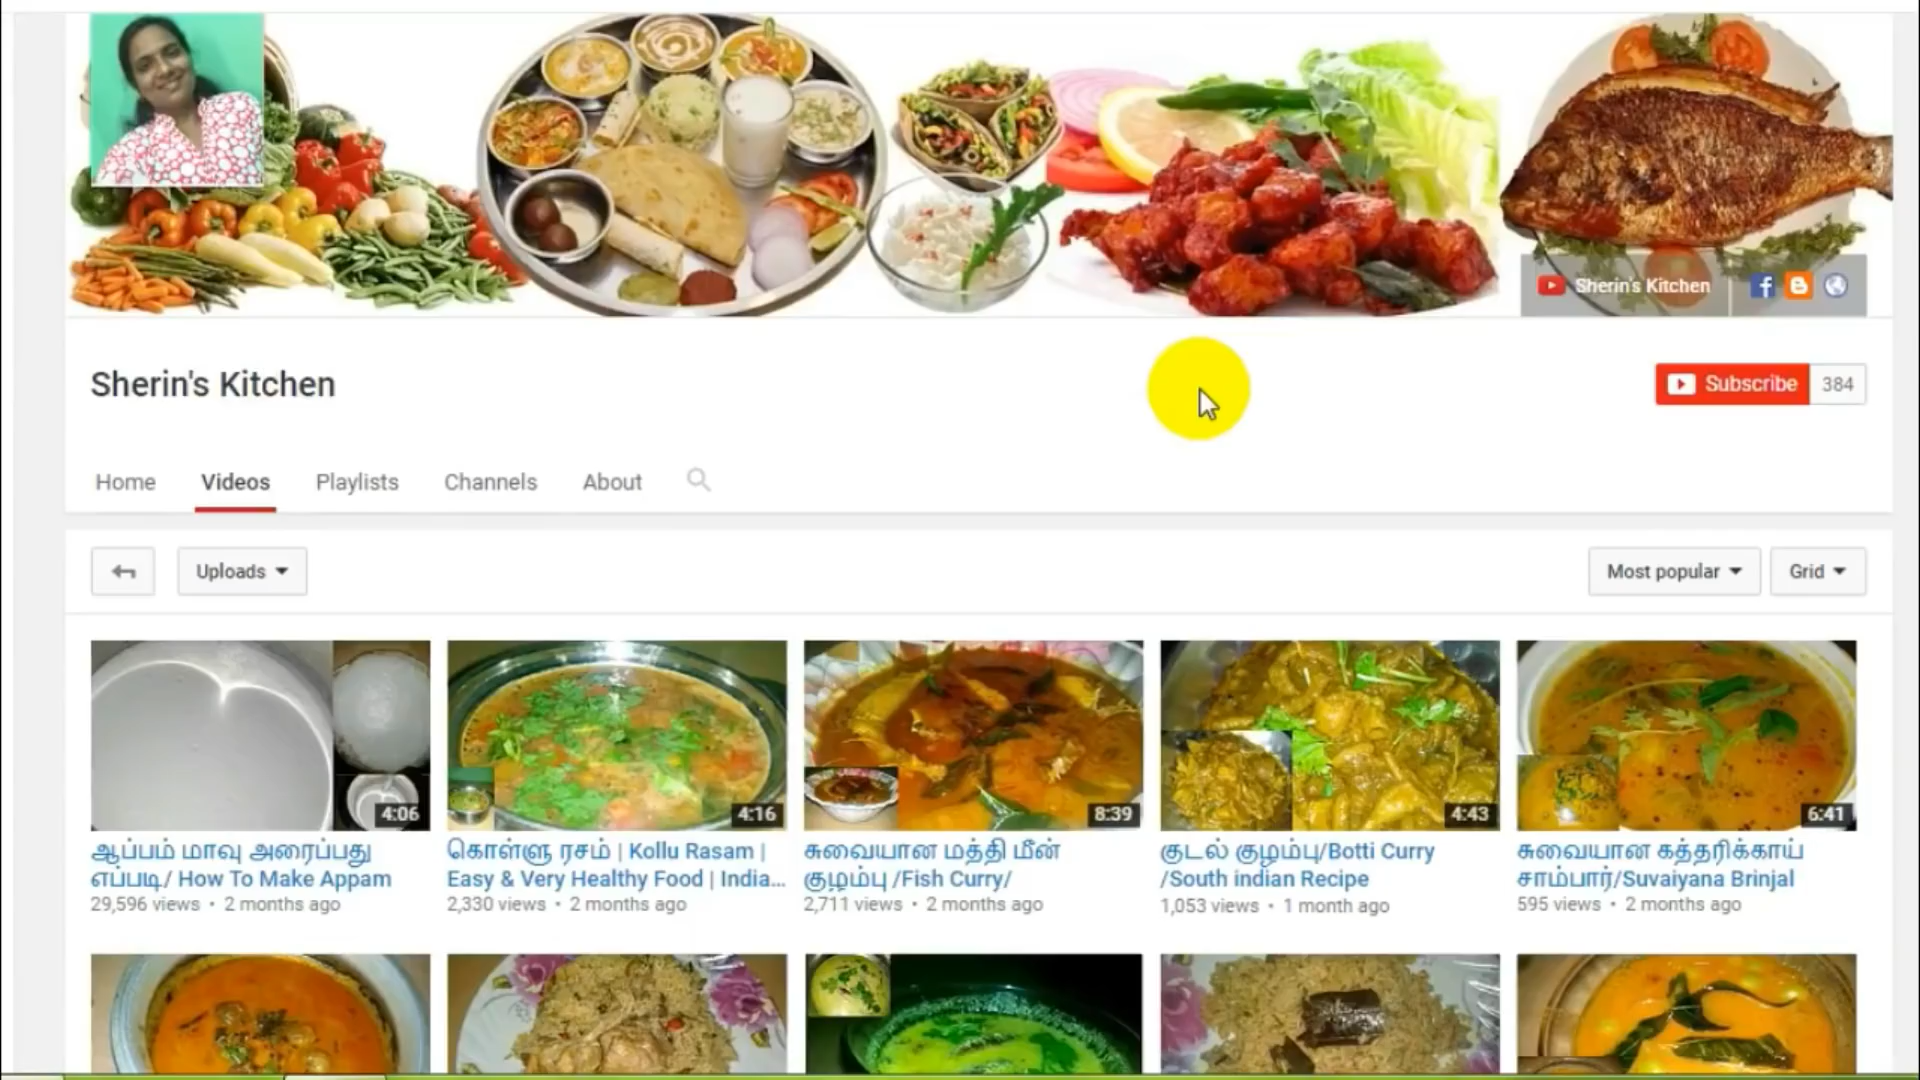 Sherin's Kitchen
Sherin's Kitchen
Subscribe 384
Home Videos Playlists Channels About
Uploads Most popular Grid
4:06
4:16
8:39
4:43
6:41
ஆப்பம் மாவு அரைப்பது
எப்படி/ How To Make Appam
29,596 views • 2 months ago
கொள்ளு ரசம் | Kollu Rasam |
Easy & Very Healthy Food | India...
2,330 views • 2 months ago
சுவையான மத்தி மீன்
குழம்பு /Fish Curry/
2,711 views • 2 months ago
குடல் குழம்பு/Botti Curry
/South indian Recipe
1,053 views • 1 month ago
சுவையான கத்தரிக்காய்
சாம்பார்/Suvaiyana Brinjal
595 views • 2 months ago